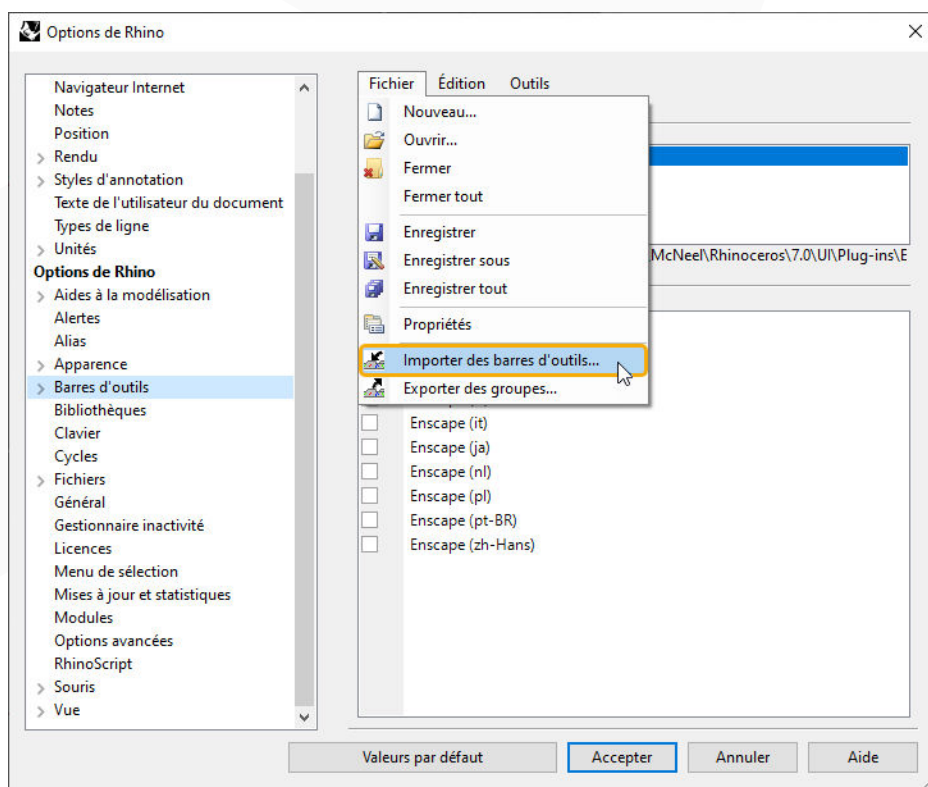 Options de Rhino
Navigateur Internet
Notes
Position
Rendu
Styles d'annotation
Texte de l'utilisateur du document
Types de ligne
Unités
Options de Rhino
Aides à la modélisation
Alertes
Alias
Apparence
Barres d'outils
Bibliothèques
Clavier
Cycles
Fichiers
Général
Gestionnaire inactivité
Licences
Menu de sélection
Mises à jour et statistiques
Modules
Options avancées
RhinoScript
Souris
Vue
Fichier Édition Outils
Nouveau...
Ouvrir...
Fermer
Fermer tout
Enregistrer
Enregistrer sous
Enregistrer tout
Propriétés
Importer des barres d'outils...
Exporter des groupes...
McNeel\Rhinoceros\7.0\UI\Plug-ins\E
Enscape (it)
Enscape (ja)
Enscape (nl)
Enscape (pl)
Enscape (pt-BR)
Enscape (zh-Hans)
Valeurs par défaut Accepter Annuler Aide